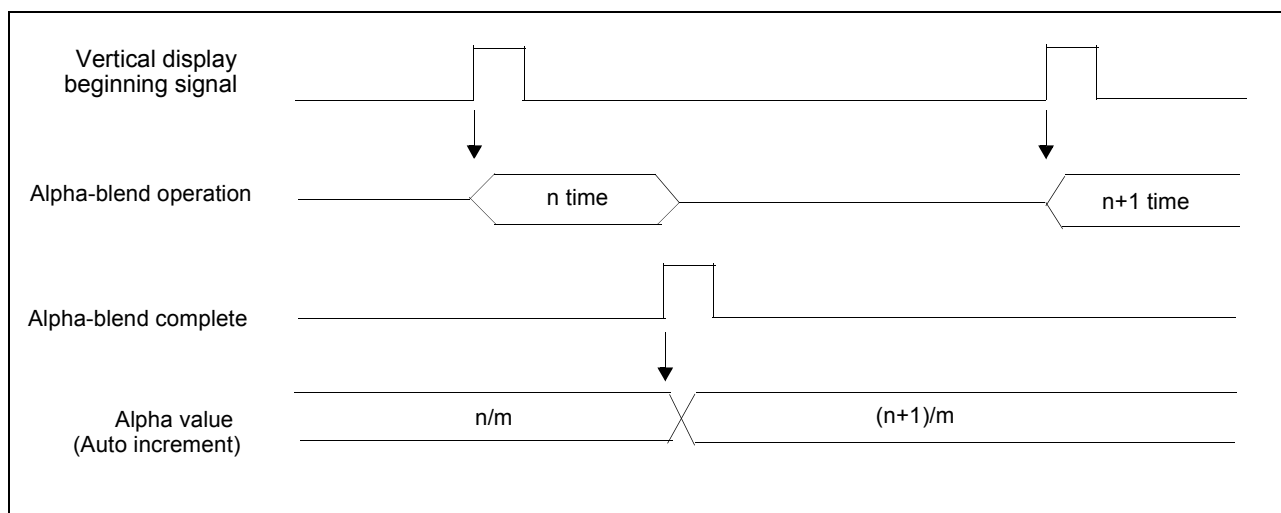 Vertical display
beginning signal
Alpha-blend operation
n time
n+1 time
Alpha-blend complete
Alpha value
(Auto increment)
n/m
(n+1)/m